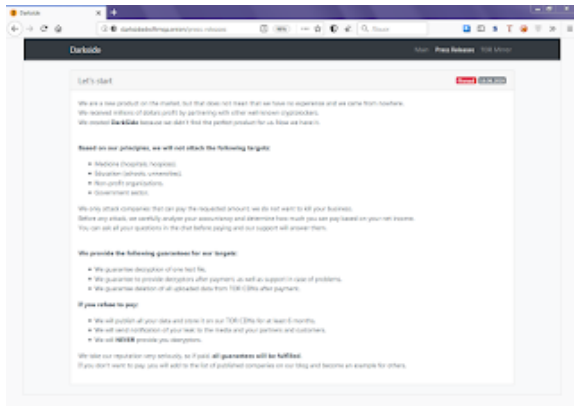 Darkside
Darkside
Main Press Releases TOR Mirror
Let's start
We are a new product on the market, but that does not mean that we have no experience and we came from nowhere.
We received millions of dollars profit by partnering with other well-known cryptolockers.
We created DarkSide because we didn't find the perfect product for us. Now we have it.
Based on our principles, we will not attack the following targets:
Medicine (hospitals, hospices).
Education (schools, universities).
Non-profit organizations.
Government sector.
We only attack companies that can pay the requested amount, we do not want to kill your business.
Before any attack, we carefully analyze your accountancy and determine how much you can pay based on your net income.
You can ask all your questions in the chat before paying and our support will answer them.
We provide the following guarantees for our targets:
We guarantee decryption of one test file.
We guarantee to provide decryptors after payment, as well as support in case of problems.
We guarantee deletion of all uploaded data from TOR CDNs after payment.
If you refuse to pay:
We will publish all your data and store it on our TOR CDNs for at least 6 months.
We will send notification of your leak to the media and your partners and customers.
We will NEVER provide you decryptors.
We take our reputation very seriously, so if paid, all guarantees will be fulfilled.
If you don't want to pay, you will add to the list of published companies on our blog and become an example for others.